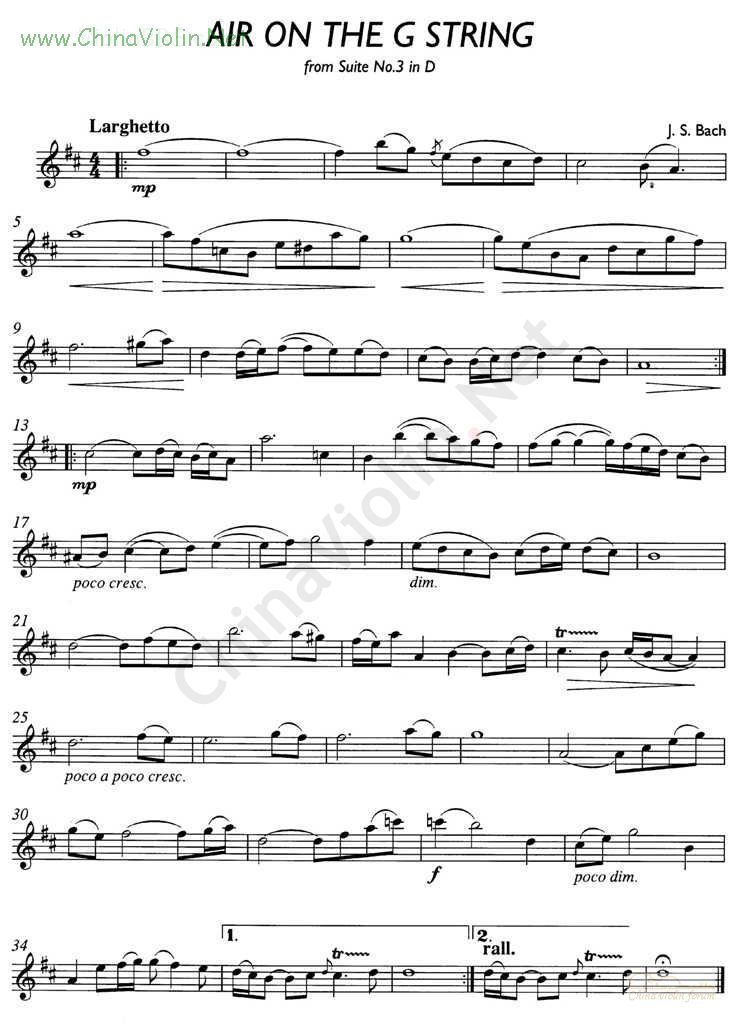 www.ChinaViolin.Net
AIR ON THE G STRING
from Suite No.3 in D
Larghetto
J. S. Bach
4
4
mp
5
9
13
mp
17
poco cresc.
dim.
21
tr
25
poco a poco cresc.
30
f
poco dim.
34
1.
tr
2.
rall.
tr
ChinaViolin.Net
China violin forum